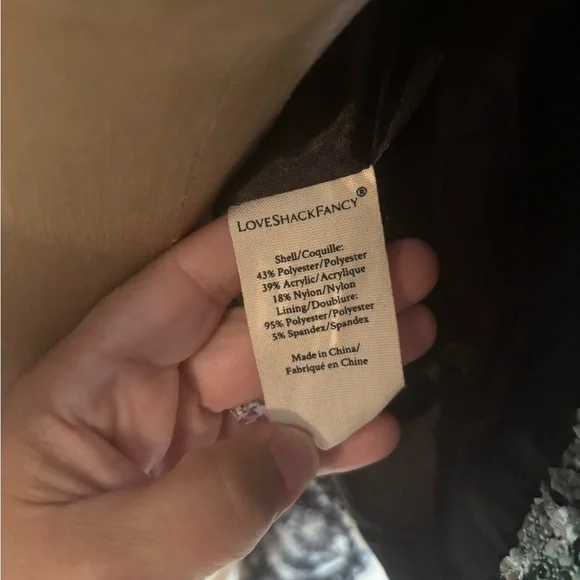 LOVESHACKFANCY®
Shell/Coquille:
43% Polyester/Polyester
39% Acrylic/Acrylique
18% Nylon/Nylon
Lining/Doublure:
95% Polyester/Polyester
5% Spandex/Spandex
Made in China/
Fabriqué en Chine